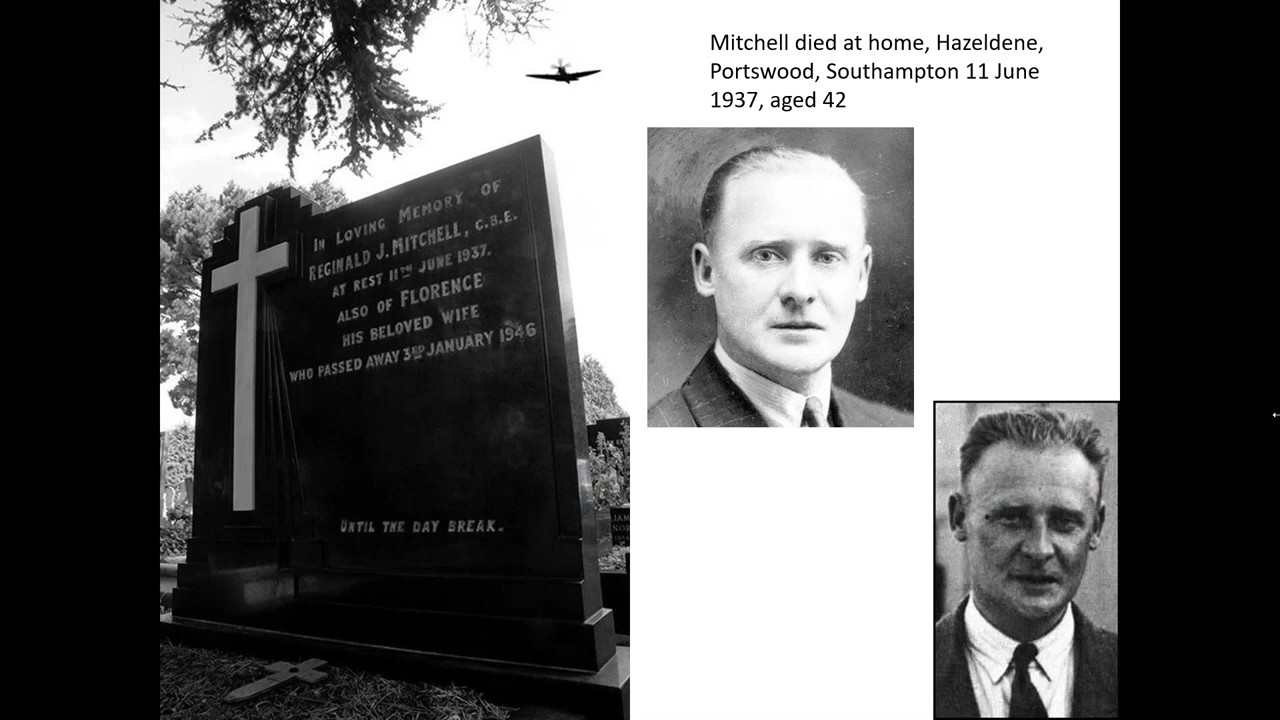 Mitchell died at home, Hazeldene,
Portswood, Southampton 11 June
1937, aged 42
IN LOVING MEMORY OF
REGINALD J. MITCHELL, C.B.E.
AT REST 11TH JUNE 1937.
ALSO OF FLORENCE
HIS BELOVED WIFE
WHO PASSED AWAY 3RD JANUARY 1946
UNTIL THE DAY BREAK.